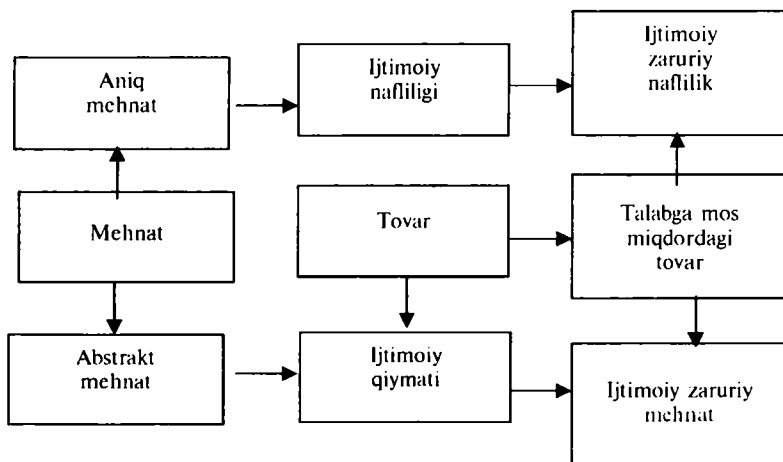 Aniq
mehnat
Ijtimoiy
nafliligi
Ijtimoiy
zaruriy
naflilik
Mehnat
Tovar
Talabga mos
miqdordagi
tovar
Abstrakt
mehnat
Ijtimoiy
qiymati
Ijtimoiy zaruriy
mehnat